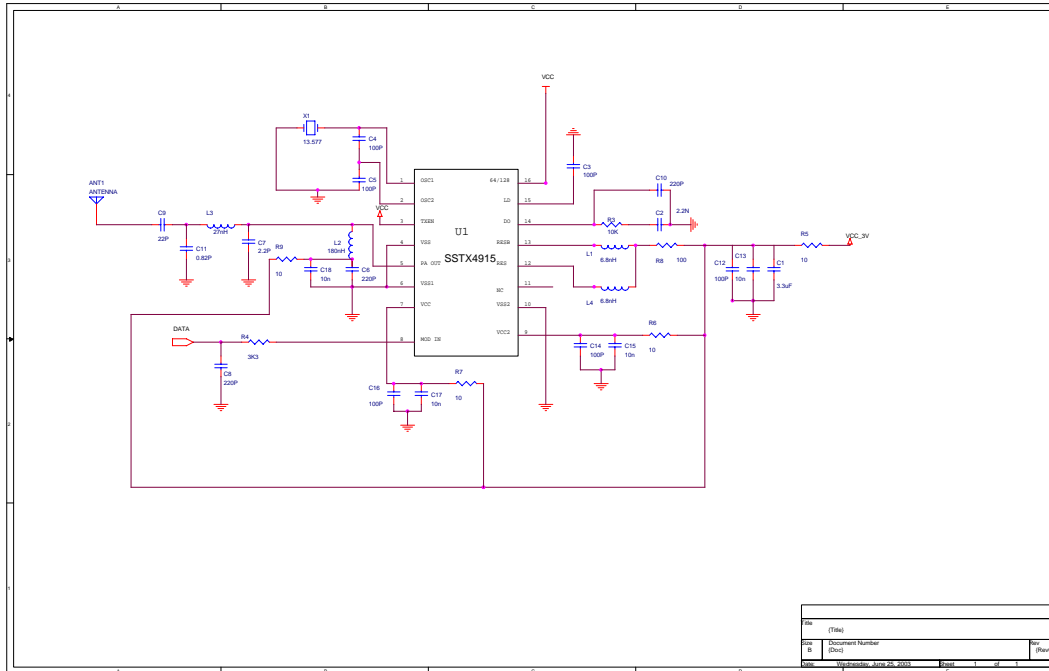 A B C D E
4
3
2
1
VCC
X1
13.577
C4
100P
C5
100P
C3
100P
C10
220P
C2
2.2N
R3
10K
ANT1
ANTENNA
C9
22P
L3
27nH
C11
0.82P
C7
2.2P
R9
10
L2
180nH
C18
10n
C6
220P
VCC
U1
SSTX4915
1 OSC1
2 OSC2
3 TXEN
4 VSS
5 PA OUT
6 VSS1
7 VCC
8 MOD IN
64/128 16
LD 15
DO 14
RESB 13
RES 12
NC 11
VSS2 10
VCC2 9
L1
6.8nH
R8 100
L4 6.8nH
C12
100P
C13
10n
C1
3.3uF
R5
10
VCC_3V
R6
10
C14
100P
C15
10n
DATA
R4
3K3
C8
220P
C16
100P
C17
10n
R7
10
Title
(Title)
Size
B
Document Number
(Doc)
Rev
(Rev
Date: Wednesday, June 25, 2003 Sheet 1 of 1
A B C D E